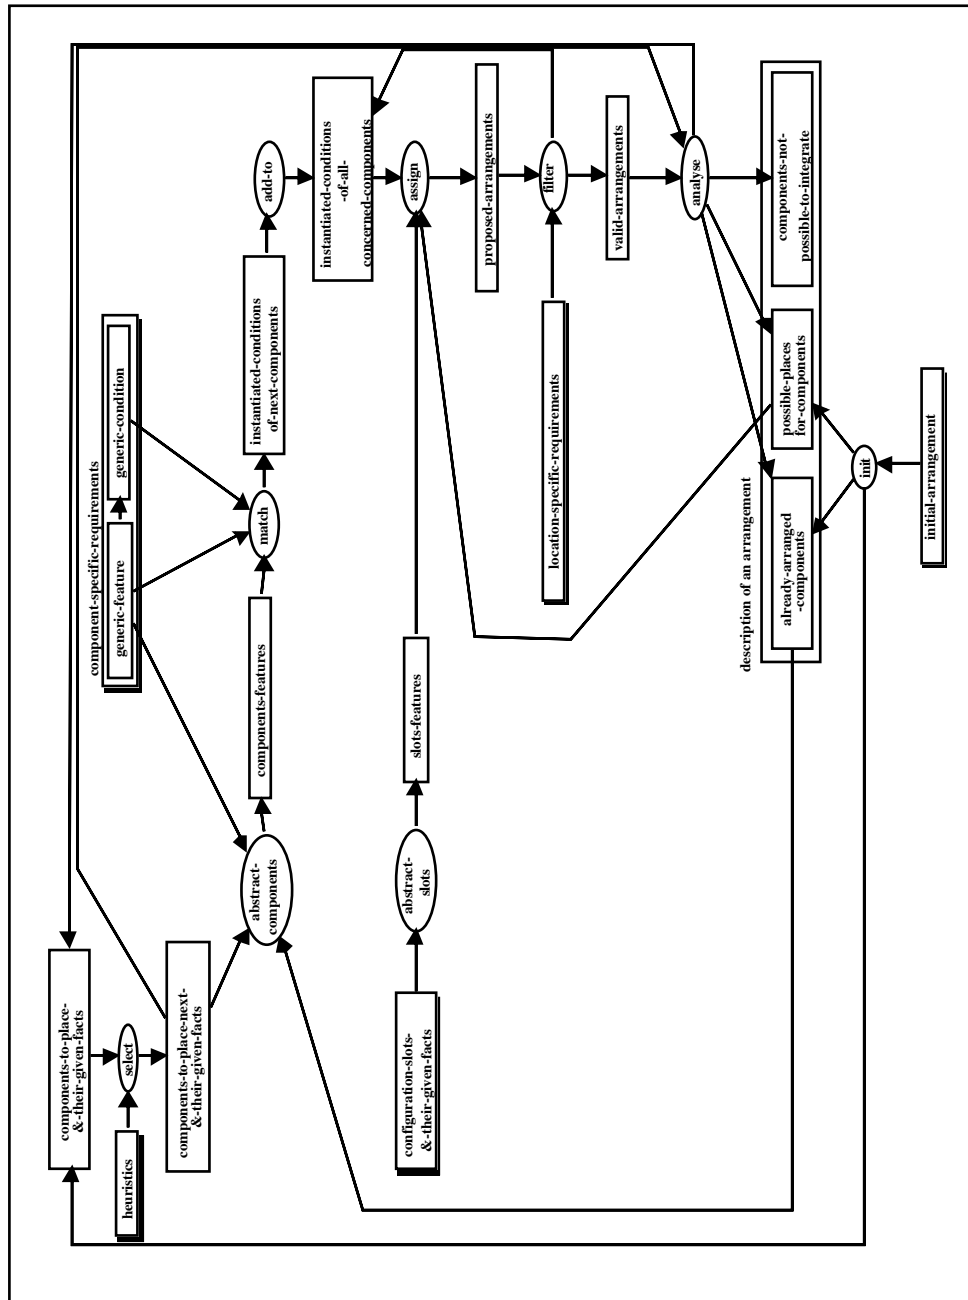 components-to-place-
&-their-given-facts
heuristics
select
components-to-place-next-
&-their-given-facts
component-specific-requirements
generic-feature
generic-condition
abstract-
components
components-features
match
instantiated-conditions
of-next-components
add-to
instantiated-conditions
-of-all-
concerned-components
configuration-slots-
&-their-given-facts
abstract-
slots
slots-features
assign
proposed-arrangements
location-specific-requirements
filter
valid-arrangements
analyse
description of an arrangement
already-arranged
-components
possible-places
for-components
components-not-
possible-to-integrate
init
initial-arrangement